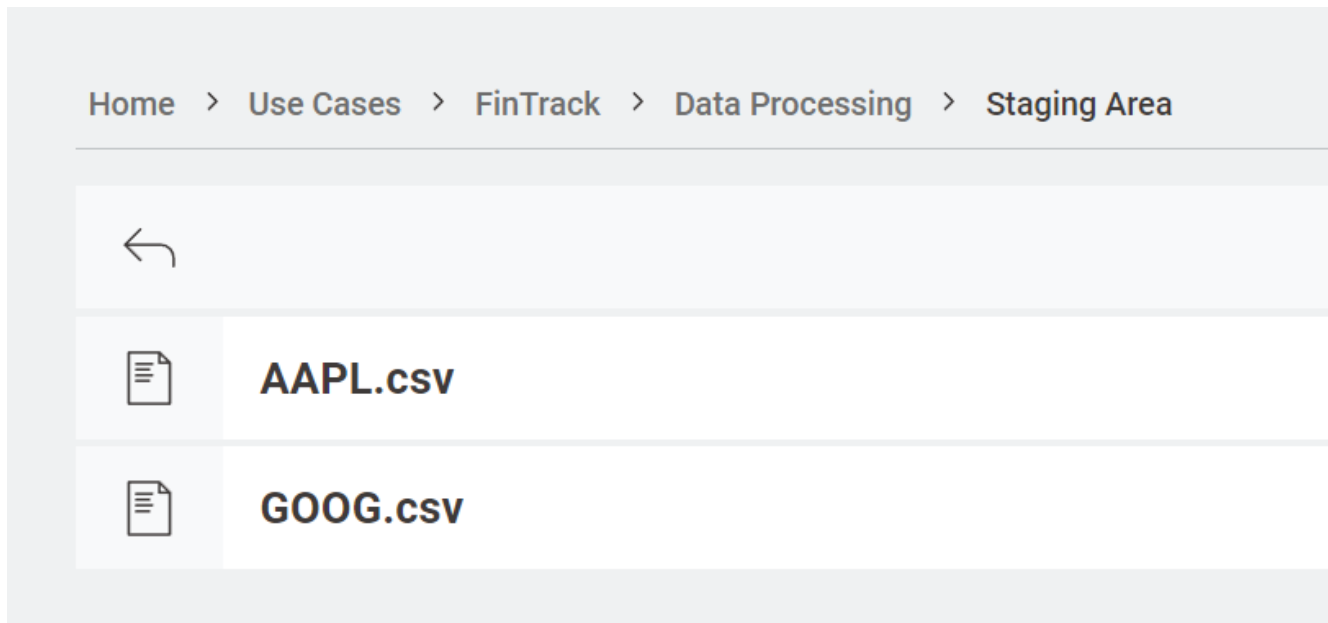 Home > Use Cases > FinTrack > Data Processing > Staging Area
AAPL.csv
GOOG.csv